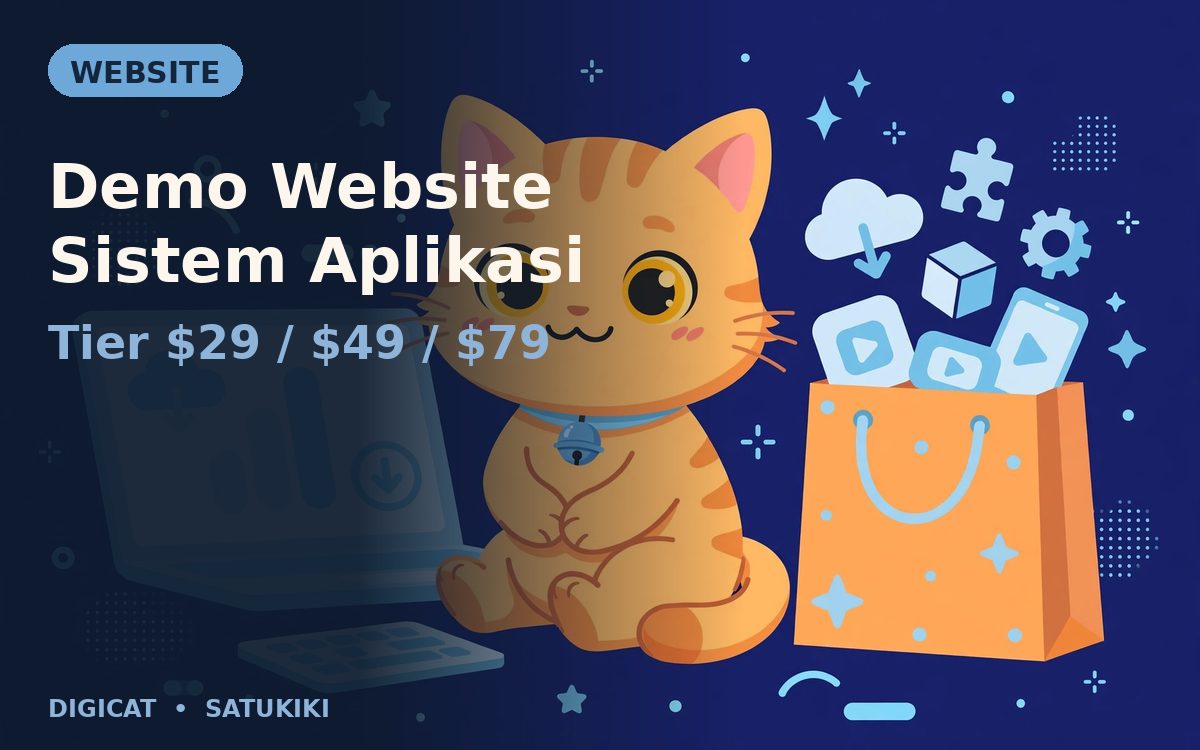 WEBSITE
Demo Website
Sistem Aplikasi
Tier $29 / $49 / $79
DIGICAT • SATUKIKI